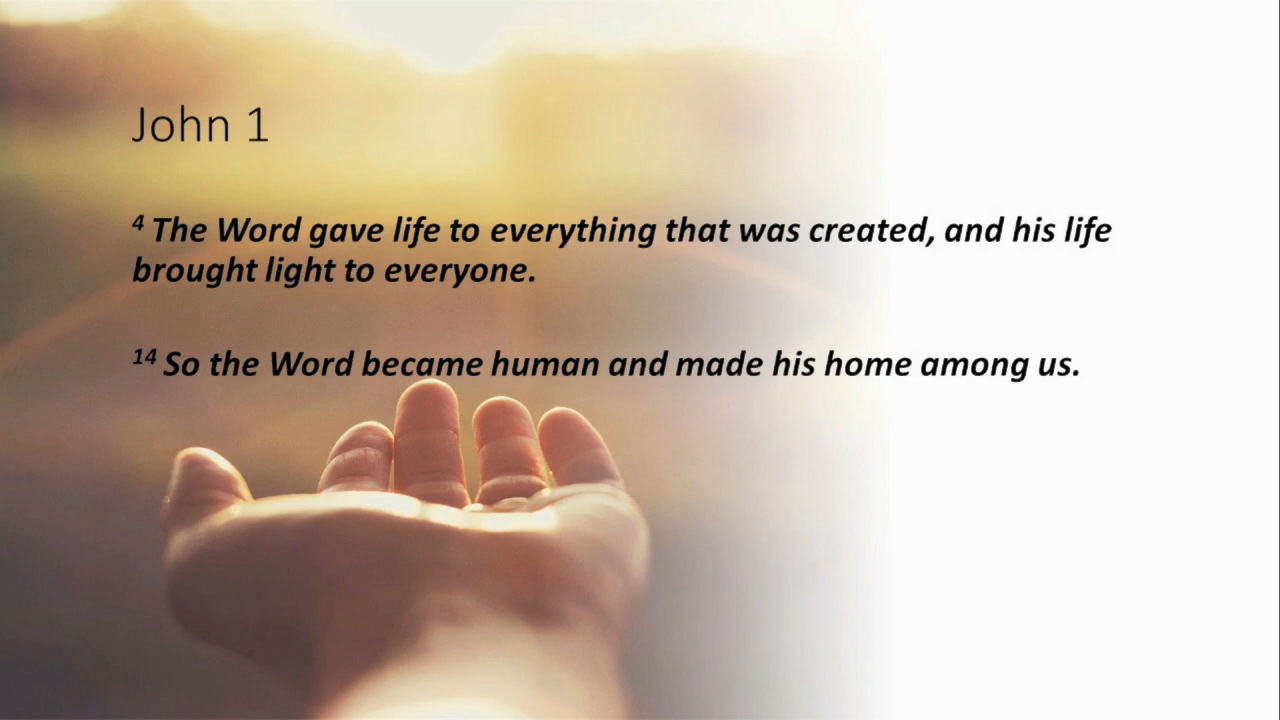 John 1
4 The Word gave life to everything that was created, and his life
brought light to everyone.
14 So the Word became human and made his home among us.